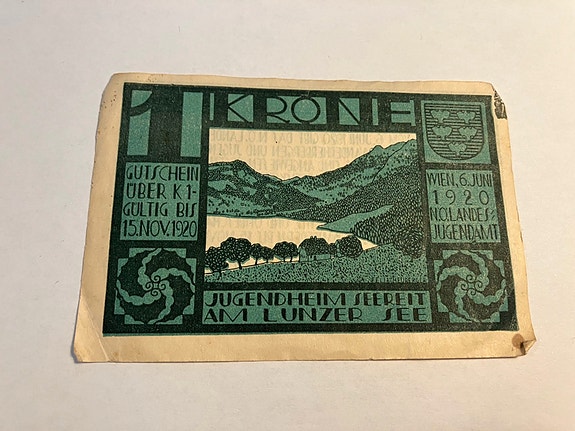 1 KRONE
GUTSCHEIN
ÜBER K 1-
GÜLTIG BIS
15. NOV. 1920
WIEN, 6. JUNI
1920
N.Ö. LANDES=
JUGENDAMT
JUGENDHEIM SEEREIT
AM LUNZER SEE